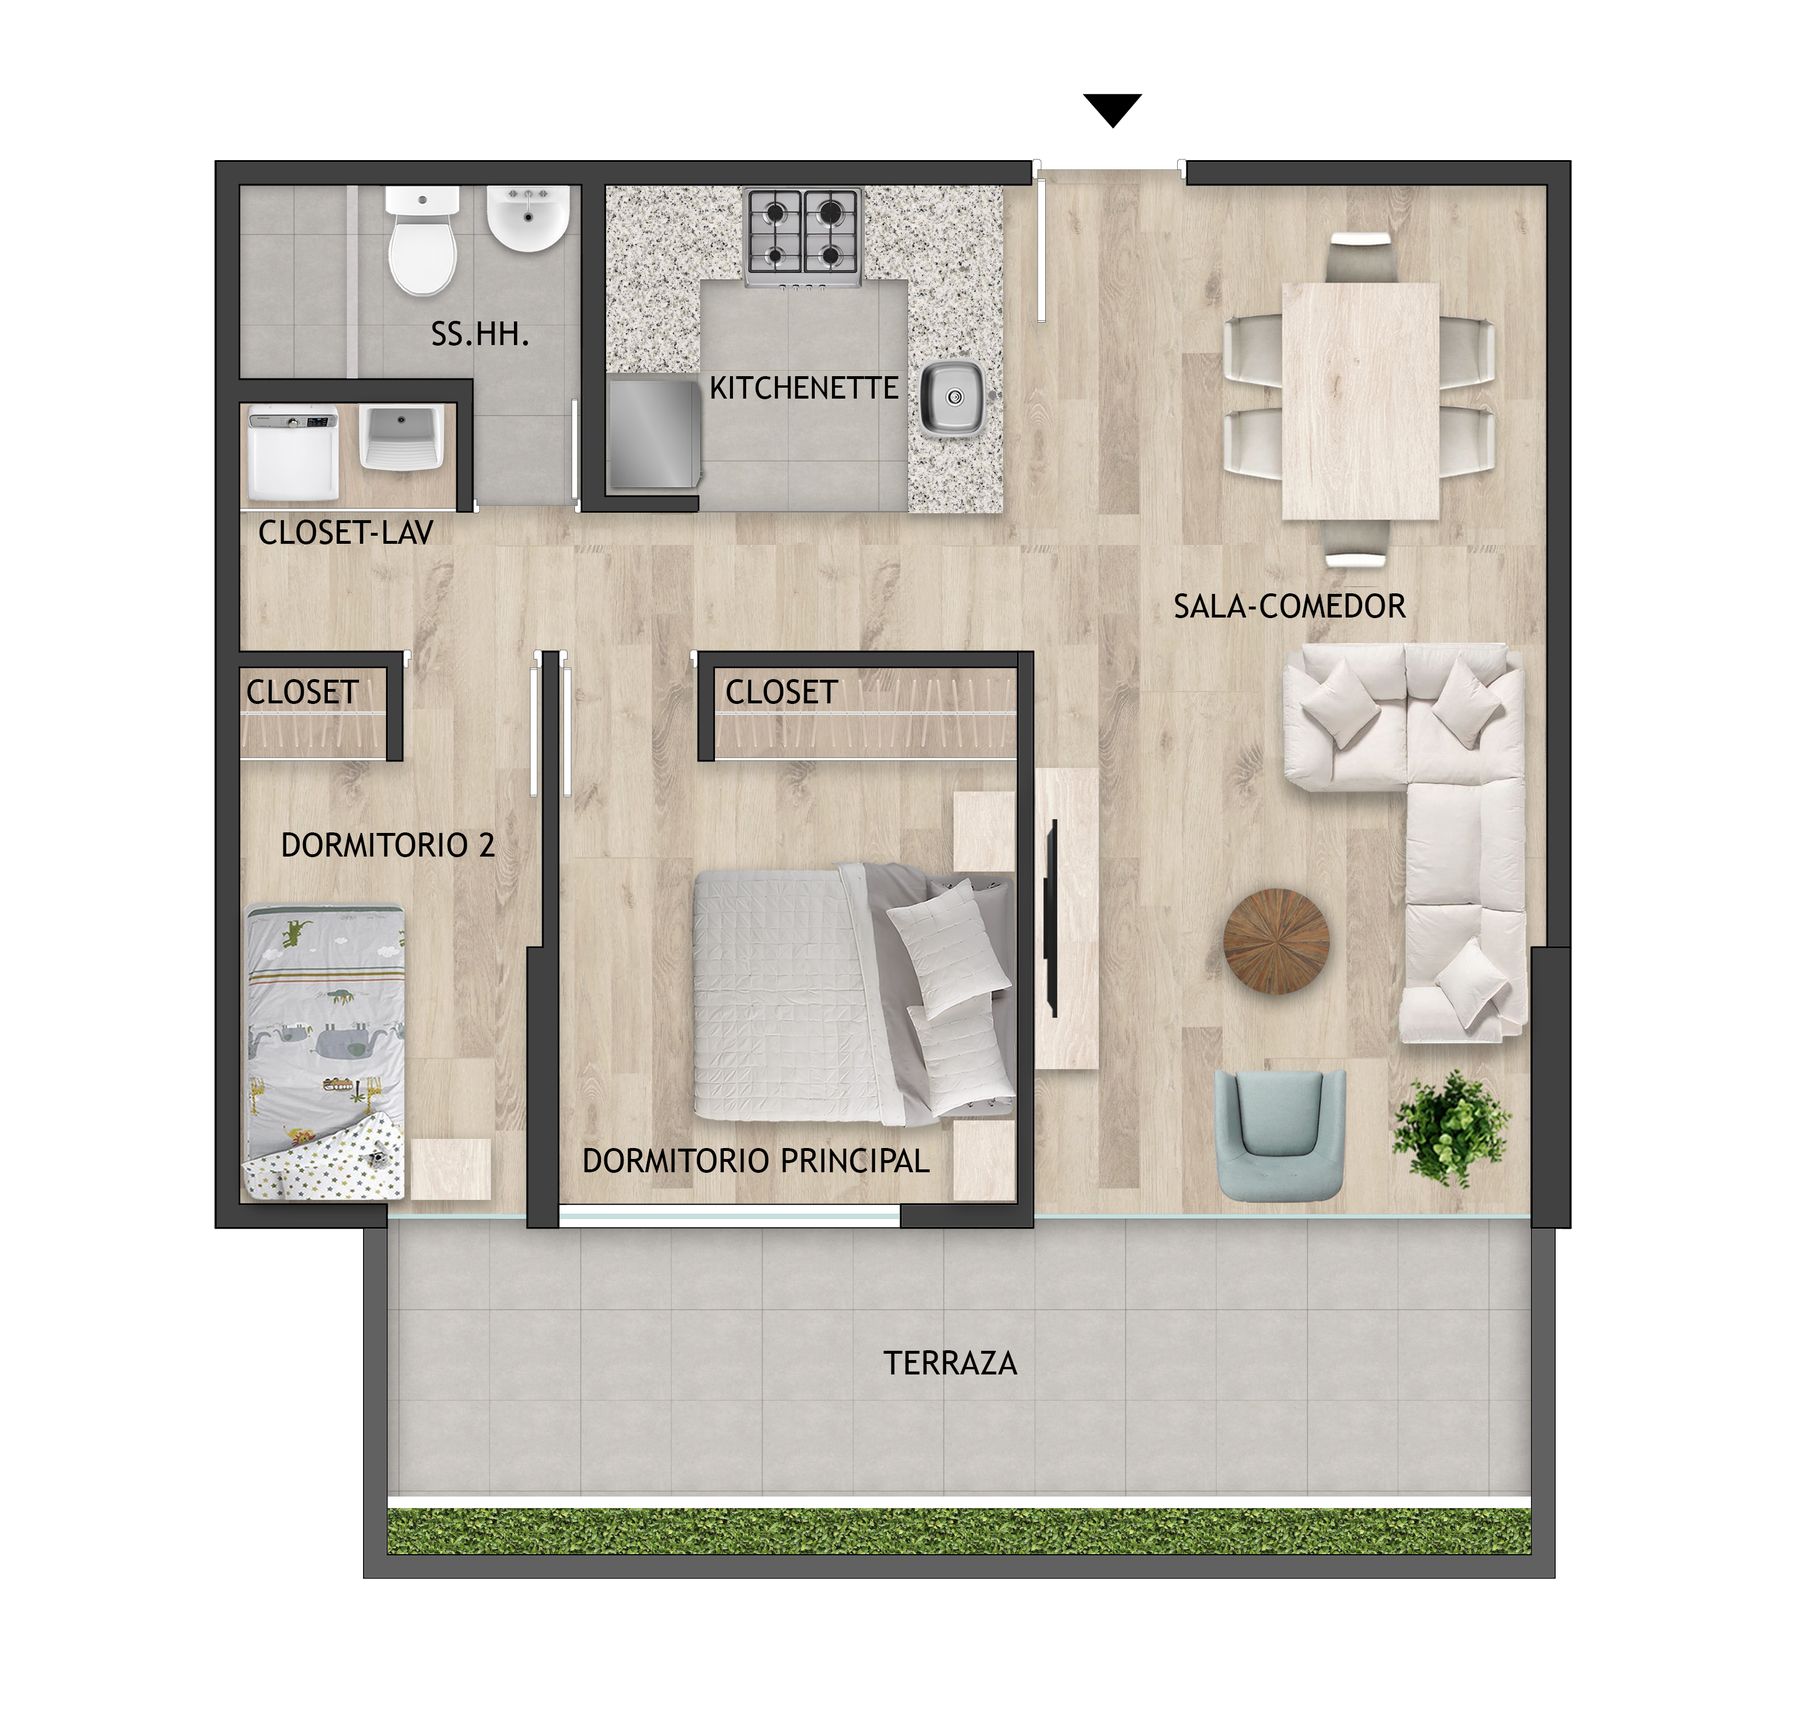 SS.HH.
KITCHENETTE
CLOSET-LAV
SALA-COMEDOR
CLOSET
CLOSET
DORMITORIO 2
DORMITORIO PRINCIPAL
TERRAZA